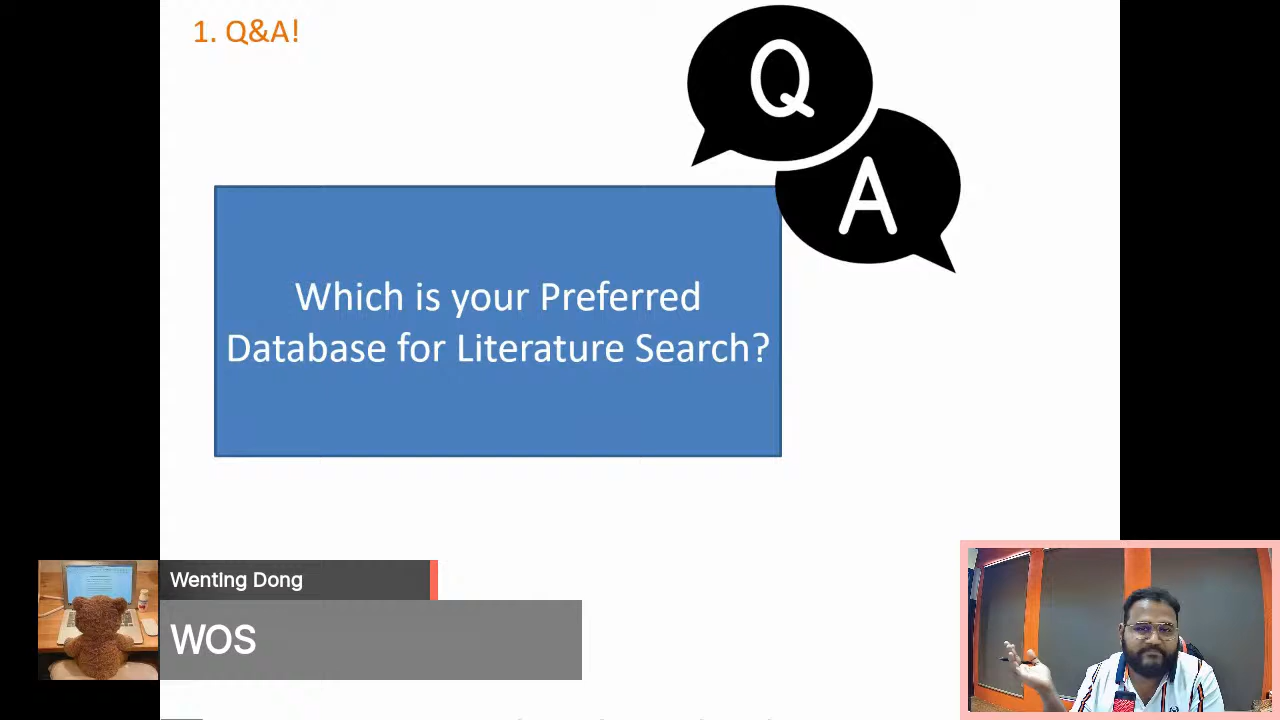 1. Q&A!
Q
A
Which is your Preferred
Database for Literature Search?
Wenting Dong
WOS